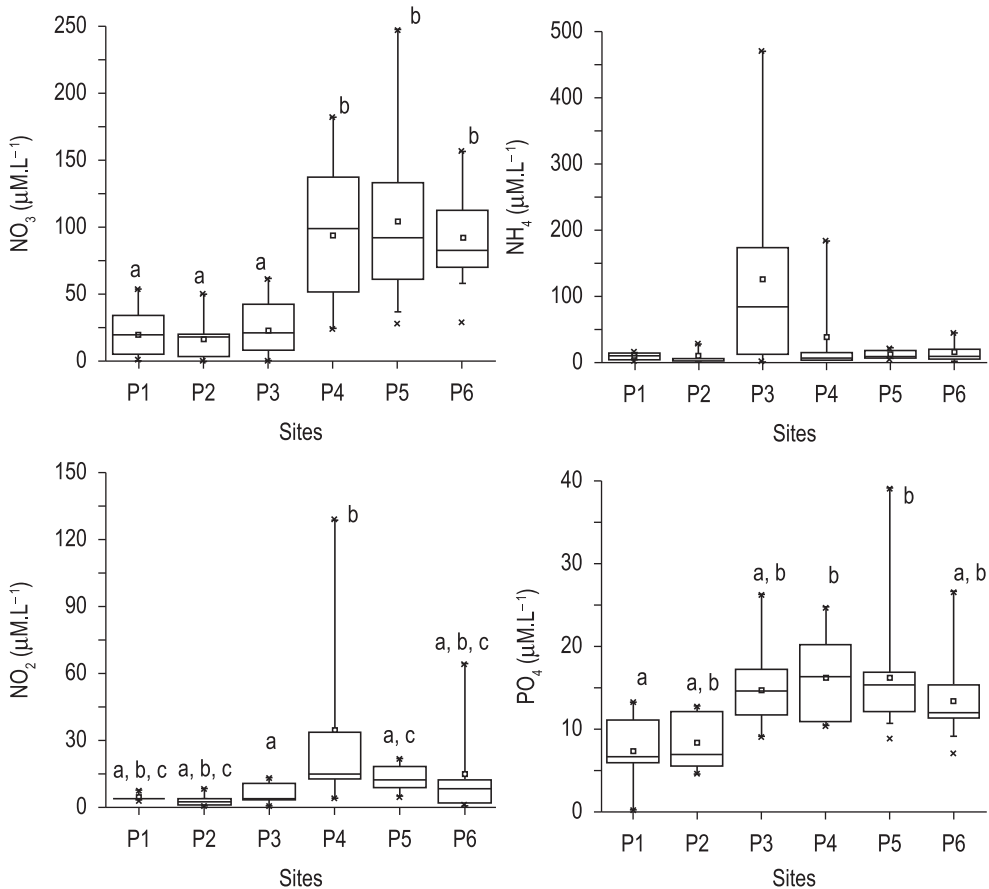 NO3 (μM.L–1)
250
200
150
100
50
0
a
a
a
b
b
b
P1 P2 P3 P4 P5 P6
Sites
NH4 (μM.L–1)
500
400
300
200
100
0
P1 P2 P3 P4 P5 P6
Sites
NO2 (μM.L–1)
150
120
90
60
30
0
a, b, c
a, b, c
a
b
a, c
a, b, c
P1 P2 P3 P4 P5 P6
Sites
PO4 (μM.L–1)
40
30
20
10
0
a
a, b
a, b
b
b
a, b
P1 P2 P3 P4 P5 P6
Sites